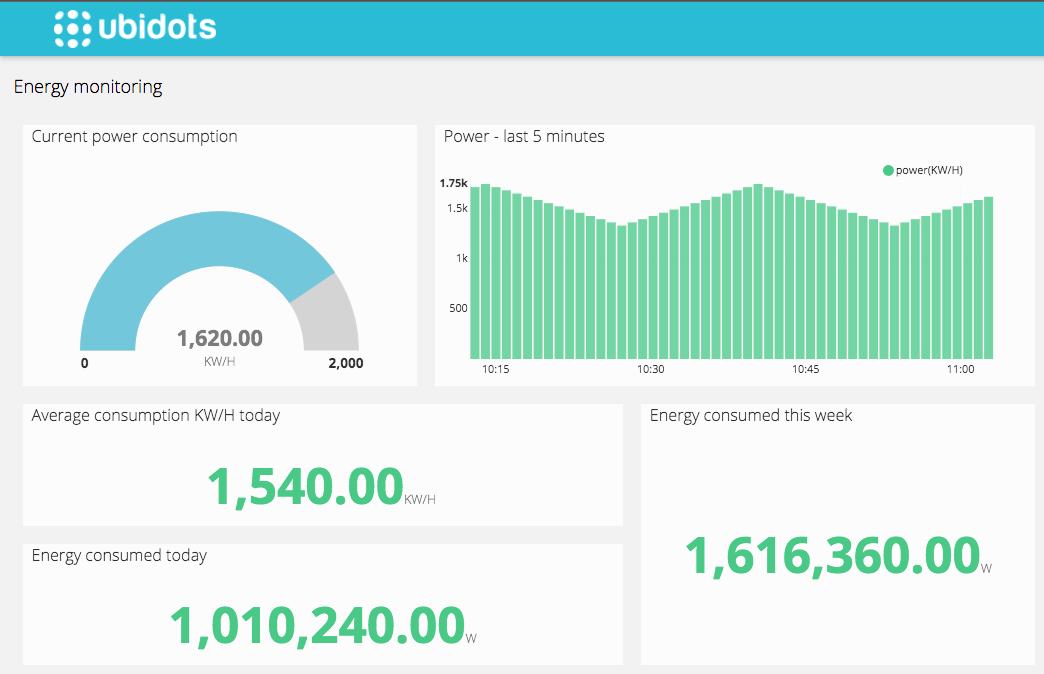 ubidots
Energy monitoring
Current power consumption
1,620.00
KW/H
0
2,000
Power - last 5 minutes
power(KW/H)
1.75k
1.5k
1k
500
10:15 10:30 10:45 11:00
Average consumption KW/H today
1,540.00 KW/H
Energy consumed today
1,010,240.00 W
Energy consumed this week
1,616,360.00 W